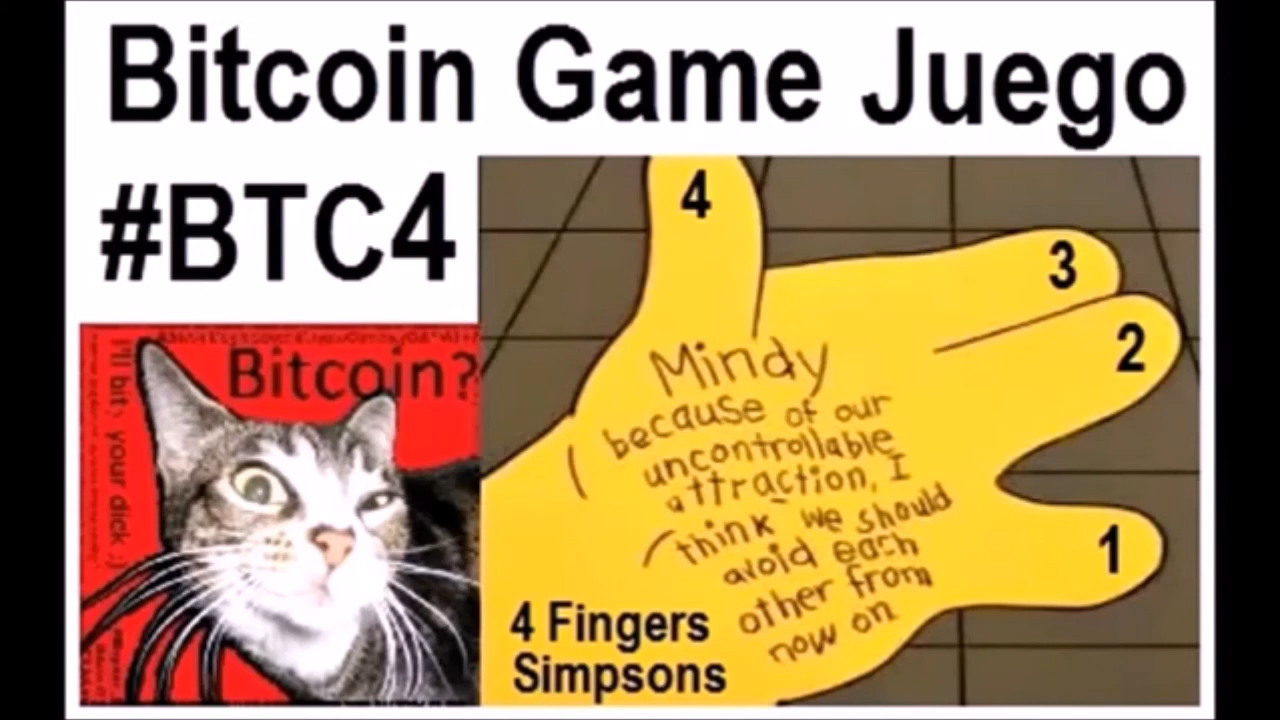 Bitcoin Game Juego
#BTC4
Bitcoin?
I'll bit, your dick ;)
4
3
2
1
Mindy
because of our
uncontrollable
attraction, I
think we should
avoid each
other from
now on
4 Fingers
Simpsons